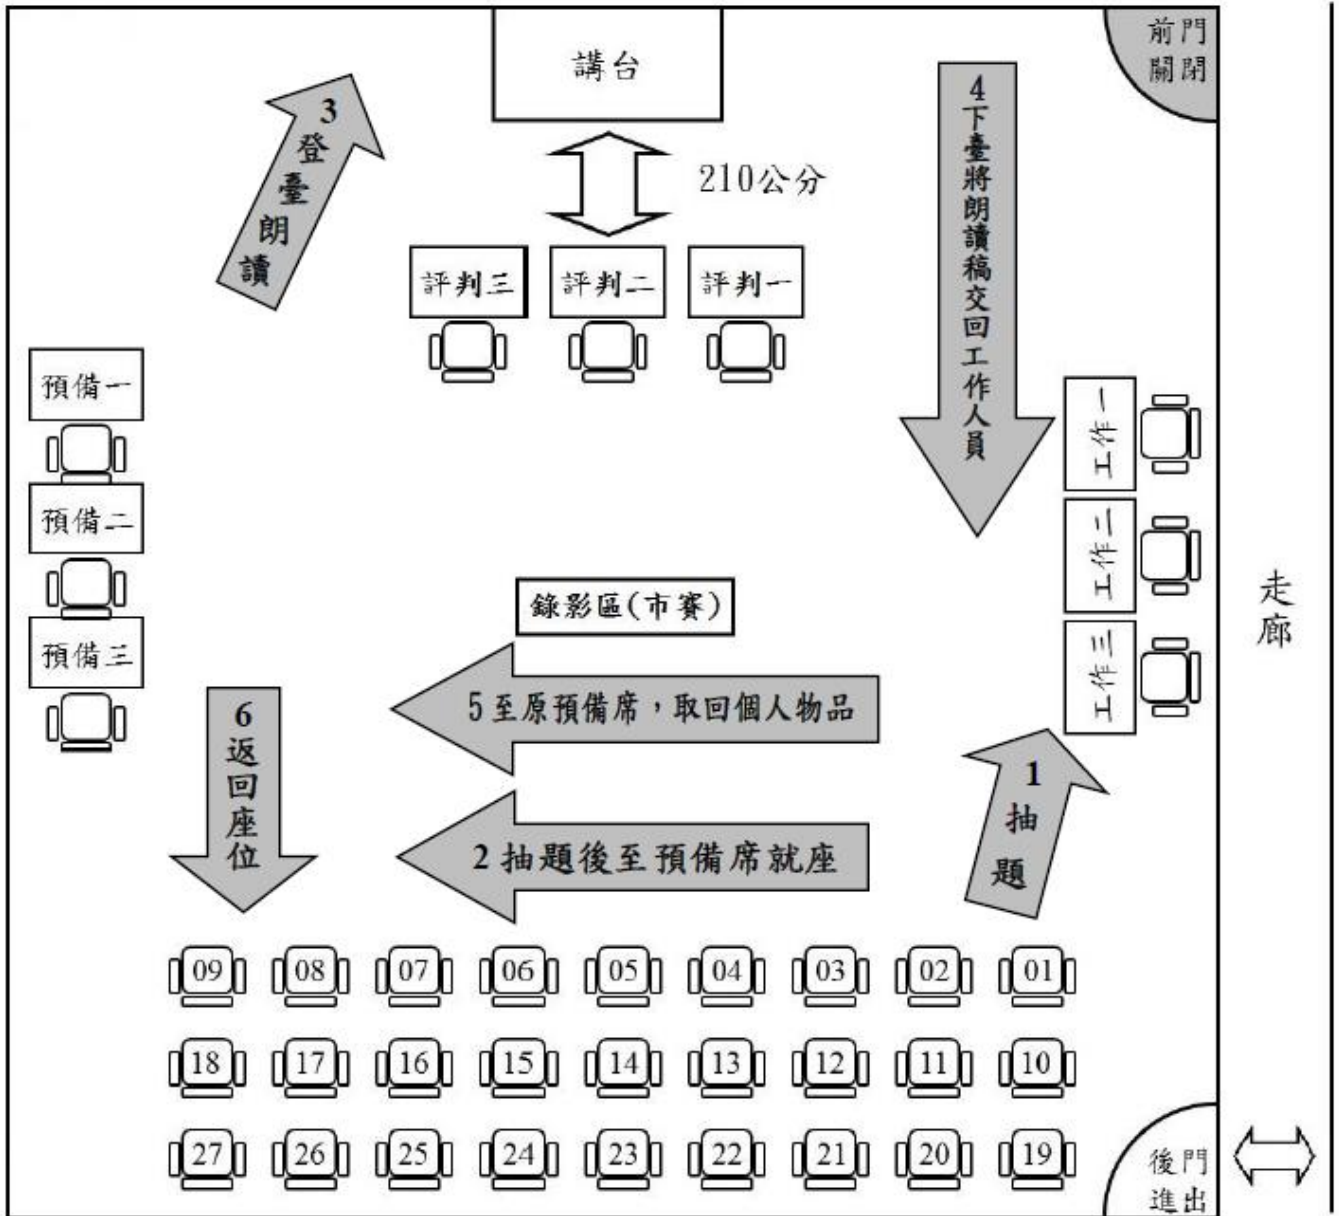 講台
前門
關閉
3登臺朗讀
210公分
4下臺將朗讀稿交回工作人員
評判三
評判二
評判一
預備一
預備二
預備三
工作一
工作二
工作三
走廊
錄影區(市賽)
5至原預備席，取回個人物品
6返回座位
1抽題
2抽題後至預備席就座
09 08 07 06 05 04 03 02 01
18 17 16 15 14 13 12 11 10
27 26 25 24 23 22 21 20 19
後門
進出